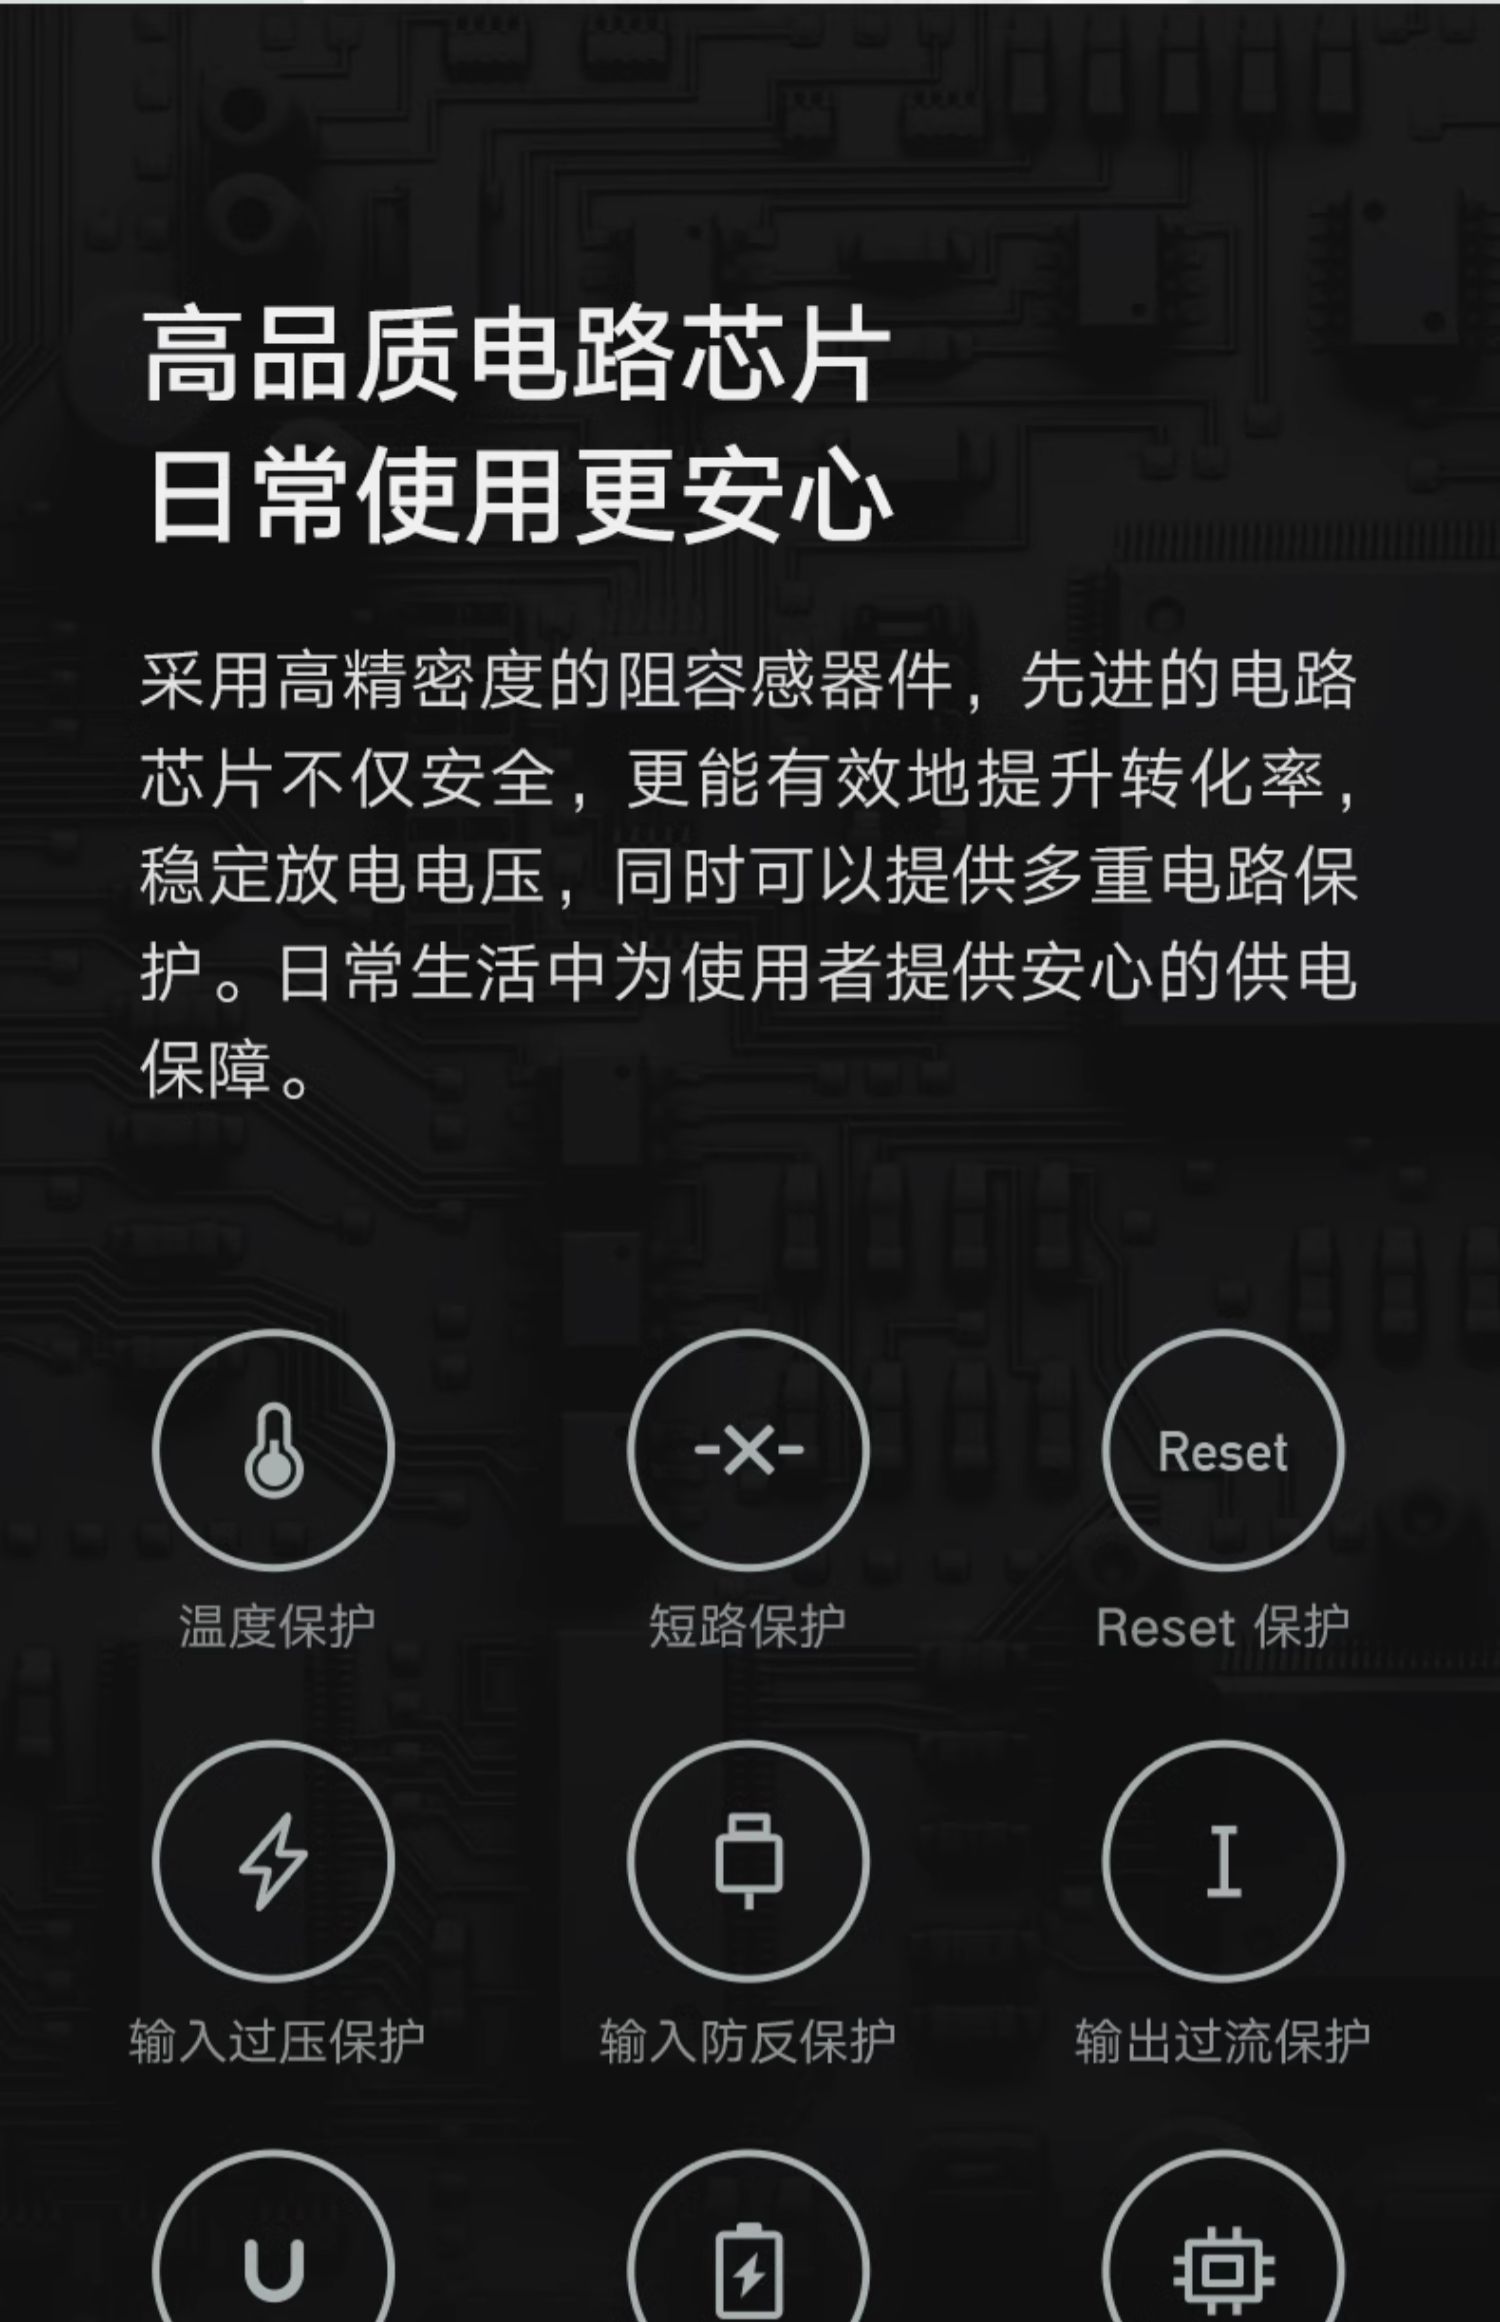 高品质电路芯片
日常使用更安心
采用高精密度的阻容感器件，先进的电路
芯片不仅安全，更能有效地提升转化率，
稳定放电电压，同时可以提供多重电路保
护。日常生活中为使用者提供安心的供电
保障。
Reset
温度保护 短路保护 Reset 保护
I
输入过压保护 输入防反保护 输出过流保护
U